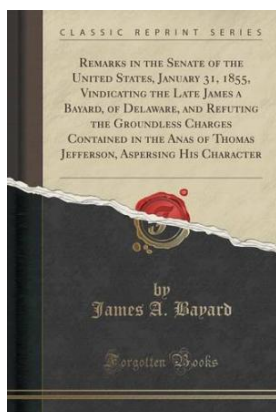 CLASSIC REPRINT SERIES
REMARKS IN THE SENATE OF THE
UNITED STATES, JANUARY 31, 1855,
VINDICATING THE LATE JAMES A
BAYARD, OF DELAWARE, AND REFUTING
THE GROUNDLESS CHARGES
CONTAINED IN THE ANAS OF THOMAS
JEFFERSON, ASPERSING HIS CHARACTER
by
James A. Bayard
Forgotten Books